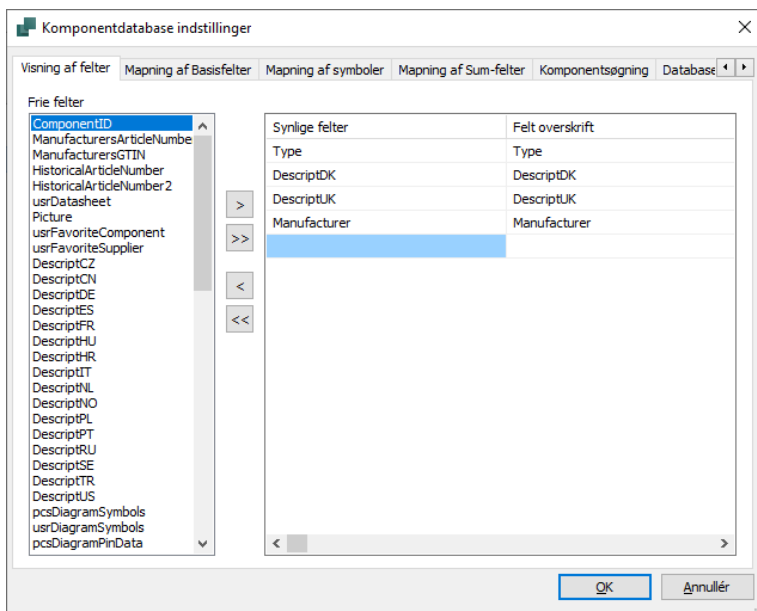 Komponentdatabase indstillinger
Visning af felter Mapning af Basisfelter Mapning af symboler Mapning af Sum-felter Komponentsøgning Database
Frie felter
ComponentID
ManufacturersArticleNumbe
ManufacturersGTIN
HistoricalArticleNumber
HistoricalArticleNumber2
usrDatasheet
Picture
usrFavoriteComponent
usrFavoriteSupplier
DescriptCZ
DescriptCN
DescriptDE
DescriptES
DescriptFR
DescriptHU
DescriptHR
DescriptIT
DescriptNL
DescriptNO
DescriptPL
DescriptPT
DescriptRU
DescriptSE
DescriptTR
DescriptUS
pcsDiagramSymbols
usrDiagramSymbols
pcsDiagramPinData
>
>>
<
<<
Synlige felter Felt overskrift
Type Type
DescriptDK DescriptDK
DescriptUK DescriptUK
Manufacturer Manufacturer
OK Annullér